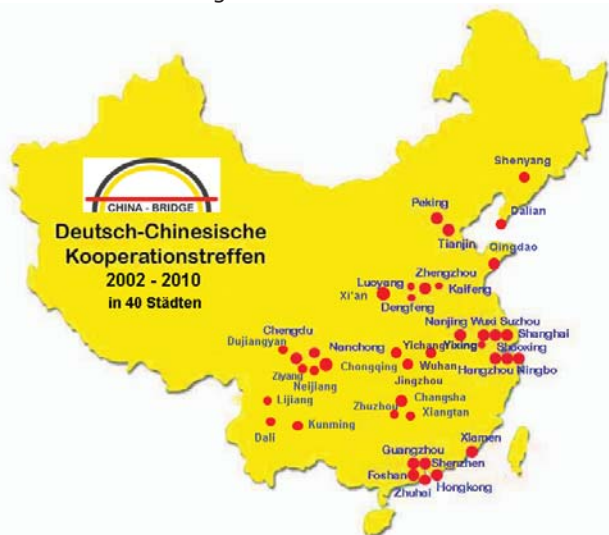 Shenyang
Peking
Dalian
Tianjin
CHINA - BRIDGE
Deutsch-Chinesische
Kooperationstreffen
2002 - 2010
in 40 Städten
Qingdao
Luoyang
Zhengzhou
Xi'an
Kaifeng
Dengfeng
Nanjing Wuxi Suzhou
Chengdu
Shanghai
Dujiangyan
Nanchong
Yichang
Yixing
Shaoxing
Chongqing
Wuhan
Hangzhou Ningbo
Ziyang
Neijiang
Jingzhou
Lijiang
Changsha
Zhuzhou
Xiangtan
Dali
Kunming
Xiamen
Guangzhou
Shenzhen
Foshan
Hongkong
Zhuhai